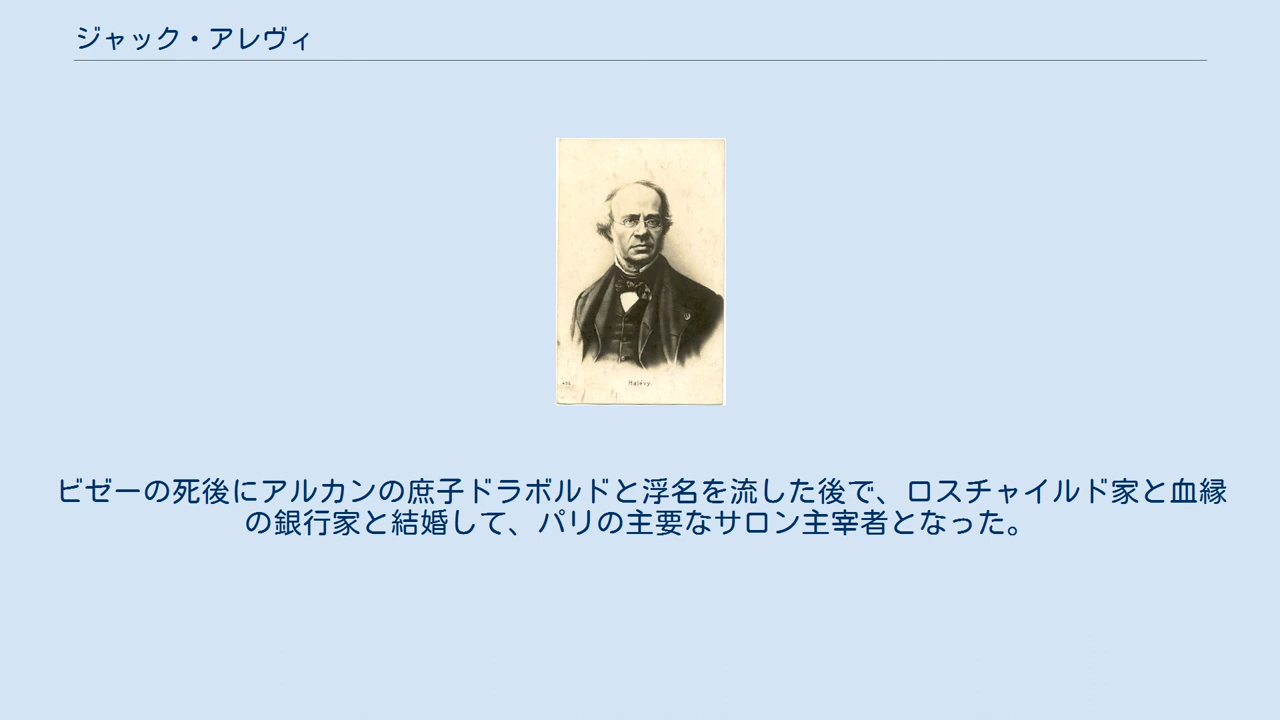 ジャック・アレヴィ
Halévy
ビゼーの死後にアルカンの庶子ドラボルドと浮名を流した後で、ロスチャイルド家と血縁
の銀行家と結婚して、パリの主要なサロン主宰者となった。